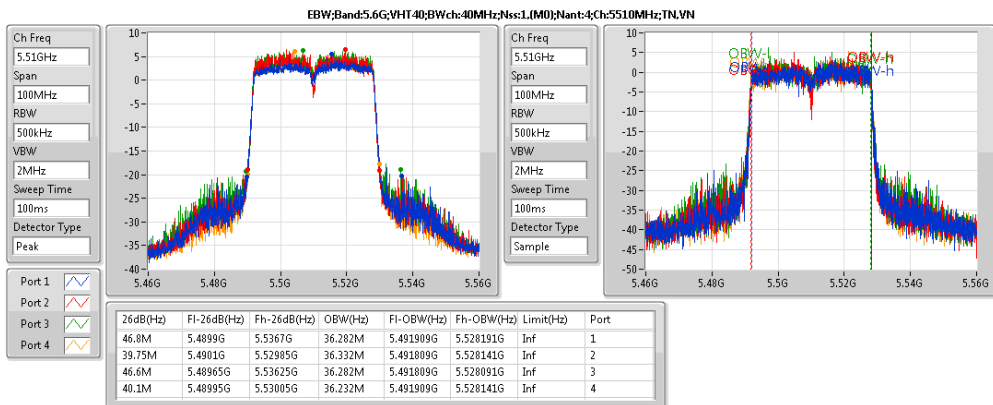 EBW;Band:5.6G;VHT40;BWch:40MHz;Nss:1,(M0);Nant:4;Ch:5510MHz;TN,VN
Ch Freq
5.51GHz
Span
100MHz
RBW
500kHz
VBW
2MHz
Sweep Time
100ms
Detector Type
Peak
10
5
0
-5
-10
-15
-20
-25
-30
-35
-40
5.46G
5.48G
5.5G
5.52G
5.54G
5.56G
Ch Freq
5.51GHz
Span
100MHz
RBW
500kHz
VBW
2MHz
Sweep Time
100ms
Detector Type
Sample
10
5
0
-5
-10
-15
-20
-25
-30
-35
-40
-45
-50
OBW-l
OBW-h
5.46G
5.48G
5.5G
5.52G
5.54G
5.56G
Port 1
Port 2
Port 3
Port 4
26dB(Hz) Fl-26dB(Hz) Fh-26dB(Hz) OBW(Hz) Fl-OBW(Hz) Fh-OBW(Hz) Limit(Hz) Port
46.8M 5.4899G 5.5367G 36.282M 5.491909G 5.528191G Inf 1
39.75M 5.4901G 5.52985G 36.332M 5.491809G 5.528141G Inf 2
46.6M 5.48965G 5.53625G 36.282M 5.491809G 5.528091G Inf 3
40.1M 5.48995G 5.53005G 36.232M 5.491909G 5.528141G Inf 4